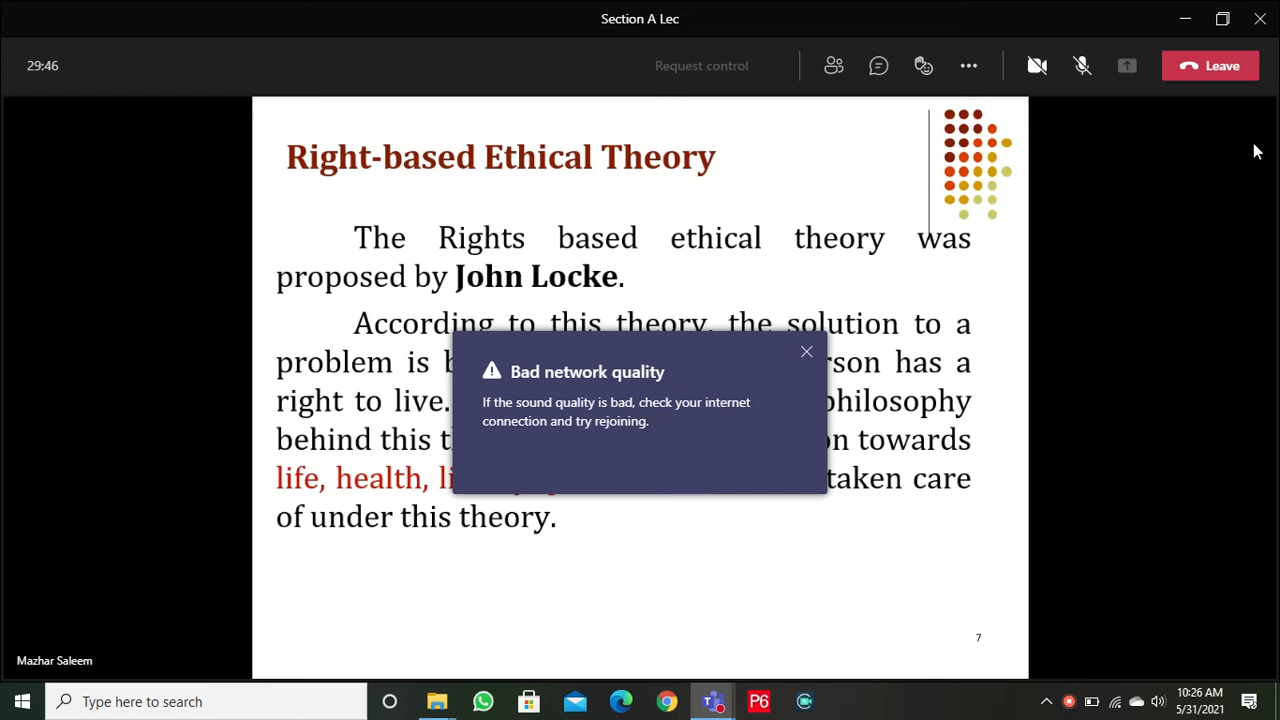 Section A Lec
29:46
Request control
Leave
Right-based Ethical Theory
The Rights based ethical theory was
proposed by John Locke.
According to this theory, the solution to a
problem is has a
right to live. philosophy
behind this towards
life, health,
taken care
of under this theory.
Bad network quality
If the sound quality is bad, check your internet
connection and try rejoining.
7
Mazhar Saleem
Type here to search
P6
10:26 AM
5/31/2021